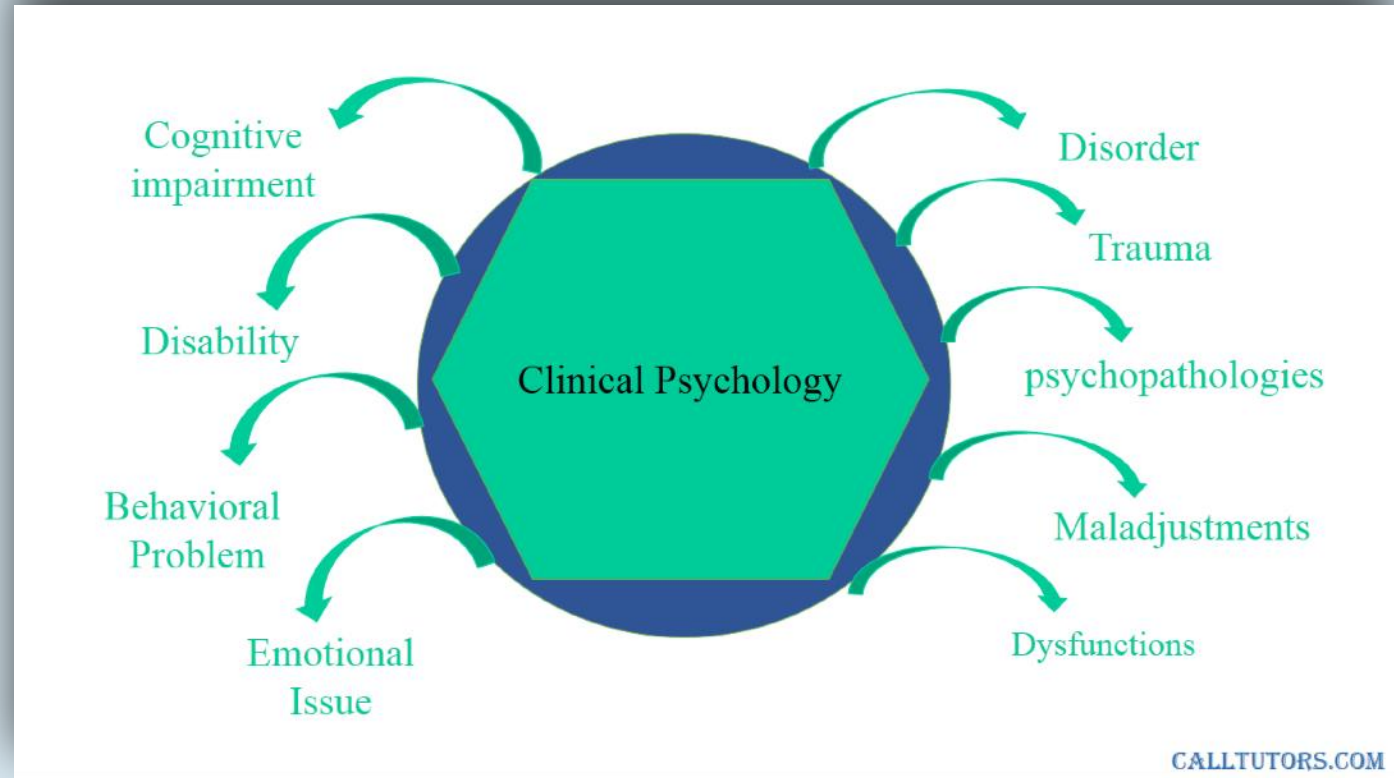 Cognitive
impairment
Disability
Behavioral
Problem
Emotional
Issue
Clinical Psychology
Disorder
Trauma
psychopathologies
Maladjustments
Dysfunctions
CALLTUTORS.COM